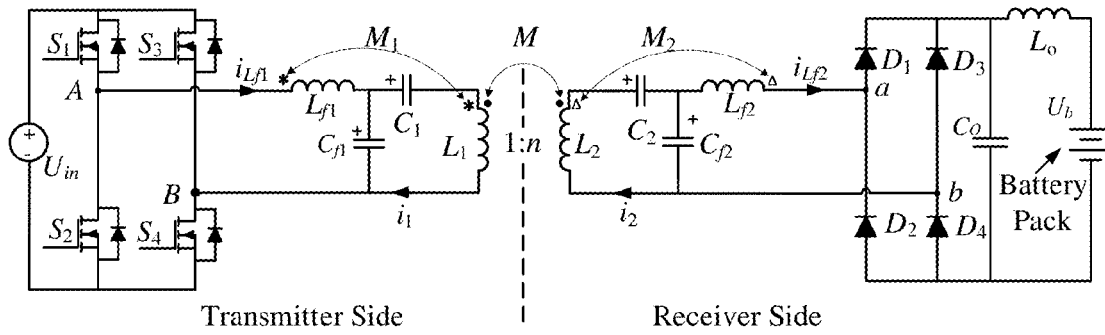 S1 S3 M1 M M2 Lo
A iLf1 * Lf1 C1 * iLf2 D1 D3
Uin Cf1 L1 1:n L2 C2 Cf2 Lf2 a CO Ub
B i1 i2 b Battery
S2 S4 D2 D4 Pack
Transmitter Side Receiver Side